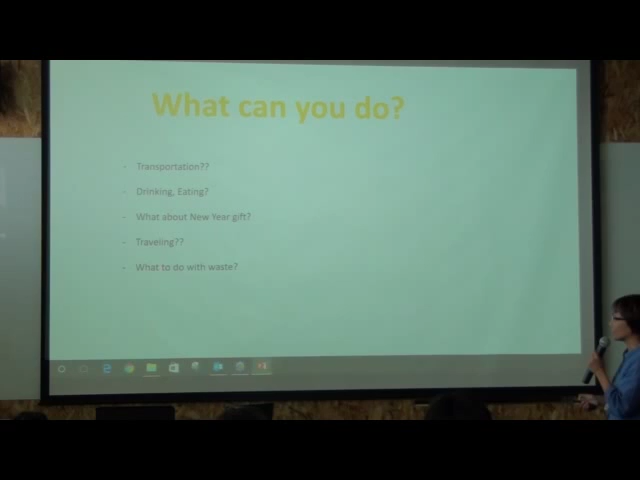 What can you do?
- Transportation??
- Drinking, Eating?
- What about New Year gift?
- Traveling??
- What to do with waste?